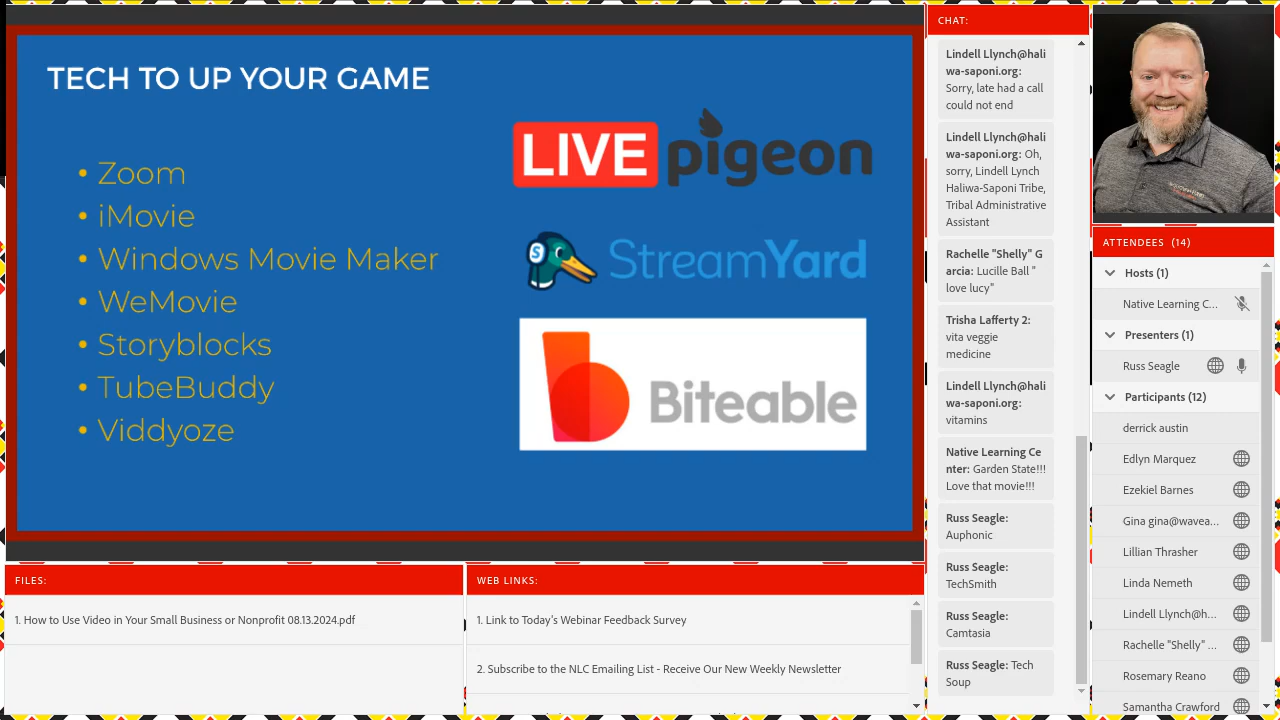 TECH TO UP YOUR GAME
• Zoom
• iMovie
• Windows Movie Maker
• WeMovie
• Storyblocks
• TubeBuddy
• Viddyoze
LIVE pigeon
S StreamYard
b Biteable
FILES:
1. How to Use Video in Your Small Business or Nonprofit 08.13.2024.pdf
WEB LINKS:
1. Link to Today's Webinar Feedback Survey
2. Subscribe to the NLC Emailing List - Receive Our New Weekly Newsletter
CHAT:
Lindell Llynch@hali
wa-saponi.org:
Sorry, late had a call
could not end
Lindell Llynch@hali
wa-saponi.org: Oh,
sorry, Lindell Lynch
Haliwa-Saponi Tribe,
Tribal Administrative
Assistant
Rachelle "Shelly" G
arcia: Lucille Ball "
love lucy"
Trisha Lafferty 2:
vita veggie
medicine
Lindell Llynch@hali
wa-saponi.org:
vitamins
Native Learning Ce
nter: Garden State!!!
Love that movie!!!
Russ Seagle:
Auphonic
Russ Seagle:
TechSmith
Russ Seagle:
Camtasia
Russ Seagle: Tech
Soup
ATTENDEES (14)
Hosts (1)
Native Learning C...
Presenters (1)
Russ Seagle
Participants (12)
derrick austin
Edlyn Marquez
Ezekiel Barnes
Gina gina@wavea...
Lillian Thrasher
Linda Nemeth
Lindell Llynch@h...
Rachelle "Shelly" ...
Rosemary Reano
Samantha Crawford